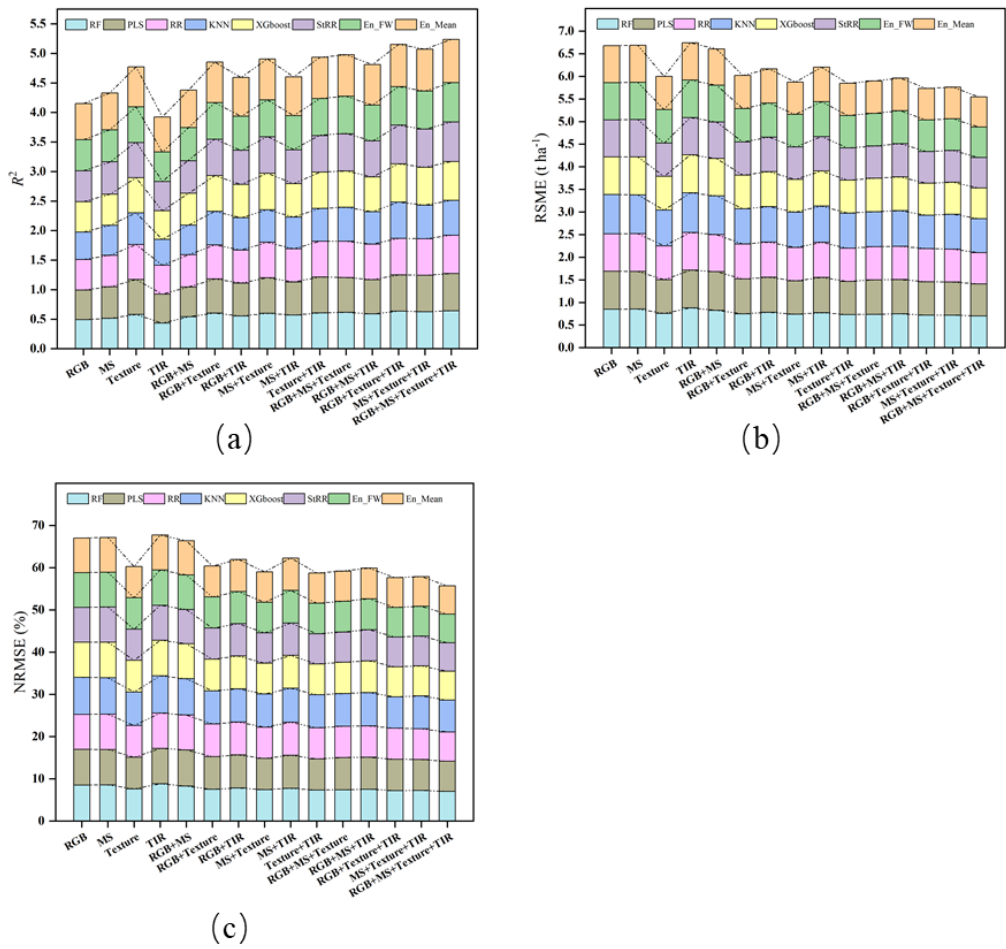 RF PLS RR KNN XGboost StRR En_FW En_Mean
5.5
5.0
4.5
4.0
3.5
3.0
2.5
2.0
1.5
1.0
0.5
0.0
R²
RGB
MS
Texture
TIR
RGB+MS
RGB+Texture
RGB+TIR
MS+Texture
MS+TIR
Texture+TIR
RGB+MS+Texture
RGB+MS+TIR
RGB+Texture+TIR
MS+Texture+TIR
RGB+MS+Texture+TIR
(a)
RF PLS RR KNN XGboost StRR En_FW En_Mean
7.0
6.5
6.0
5.5
5.0
4.5
4.0
3.5
3.0
2.5
2.0
1.5
1.0
0.5
0.0
RSME (t ha⁻¹)
RGB
MS
Texture
TIR
RGB+MS
RGB+Texture
RGB+TIR
MS+Texture
MS+TIR
Texture+TIR
RGB+MS+Texture
RGB+MS+TIR
RGB+Texture+TIR
MS+Texture+TIR
RGB+MS+Texture+TIR
(b)
RF PLS RR KNN XGboost StRR En_FW En_Mean
70
60
50
40
30
20
10
0
NRMSE (%)
RGB
MS
Texture
TIR
RGB+MS
RGB+Texture
RGB+TIR
MS+Texture
MS+TIR
Texture+TIR
RGB+MS+Texture
RGB+MS+TIR
RGB+Texture+TIR
MS+Texture+TIR
RGB+MS+Texture+TIR
(c)